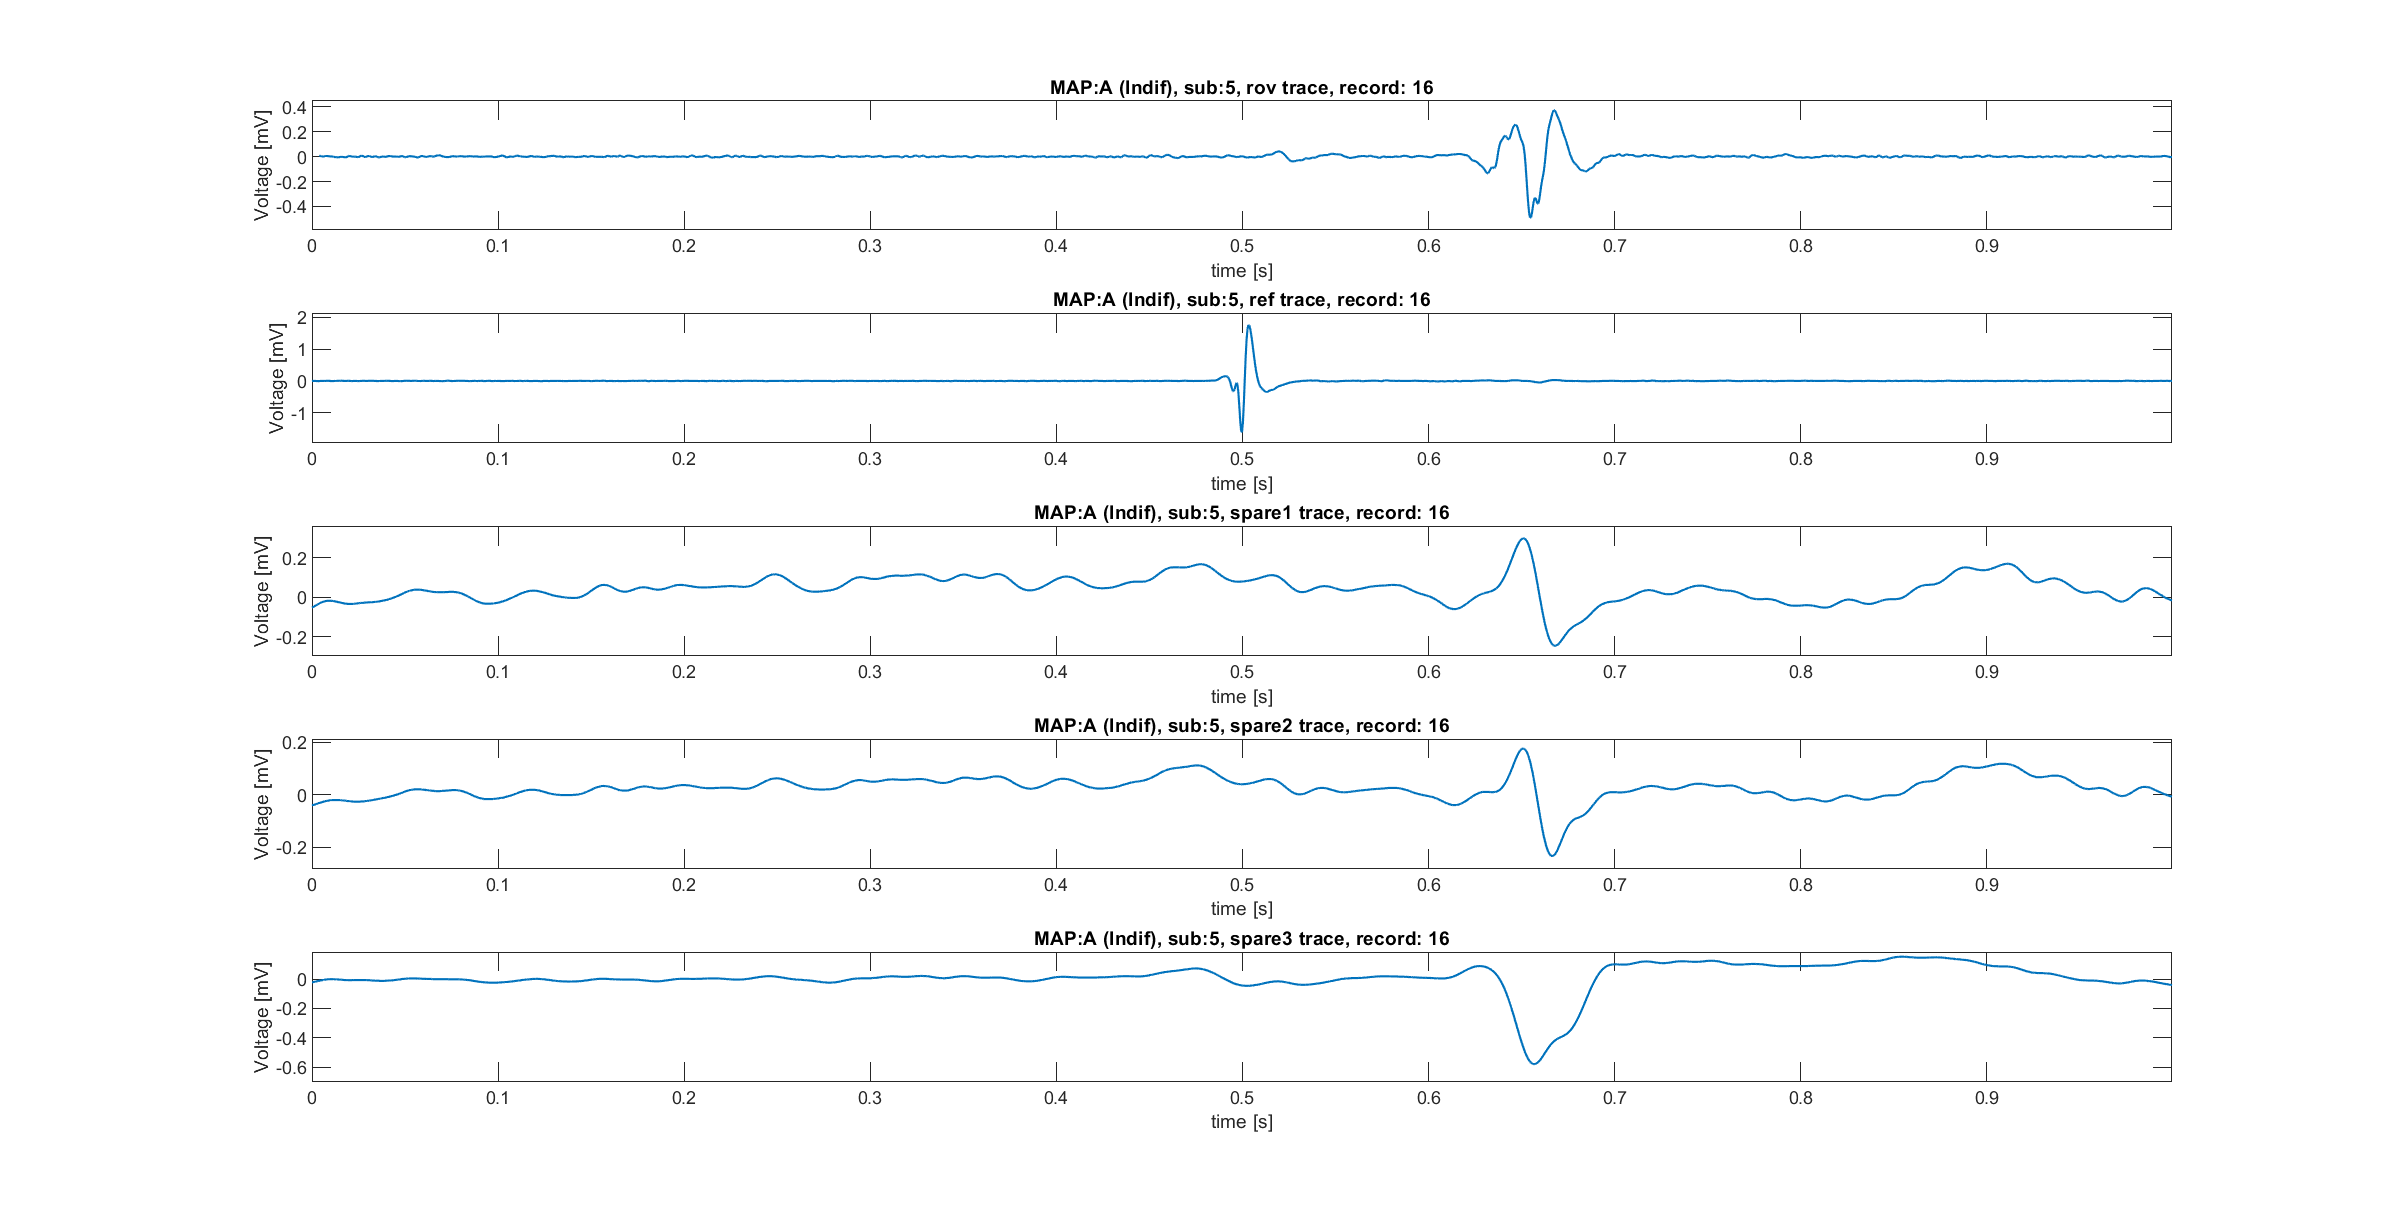 MAP:A (Indif), sub:5, rov trace, record: 16
Voltage [mV]
0.4
0.2
0
-0.2
-0.4
0 0.1 0.2 0.3 0.4 0.5 0.6 0.7 0.8 0.9
time [s]
MAP:A (Indif), sub:5, ref trace, record: 16
Voltage [mV]
2
1
0
-1
0 0.1 0.2 0.3 0.4 0.5 0.6 0.7 0.8 0.9
time [s]
MAP:A (Indif), sub:5, spare1 trace, record: 16
Voltage [mV]
0.2
0
-0.2
0 0.1 0.2 0.3 0.4 0.5 0.6 0.7 0.8 0.9
time [s]
MAP:A (Indif), sub:5, spare2 trace, record: 16
Voltage [mV]
0.2
0
-0.2
0 0.1 0.2 0.3 0.4 0.5 0.6 0.7 0.8 0.9
time [s]
MAP:A (Indif), sub:5, spare3 trace, record: 16
Voltage [mV]
0
-0.2
-0.4
-0.6
0 0.1 0.2 0.3 0.4 0.5 0.6 0.7 0.8 0.9
time [s]